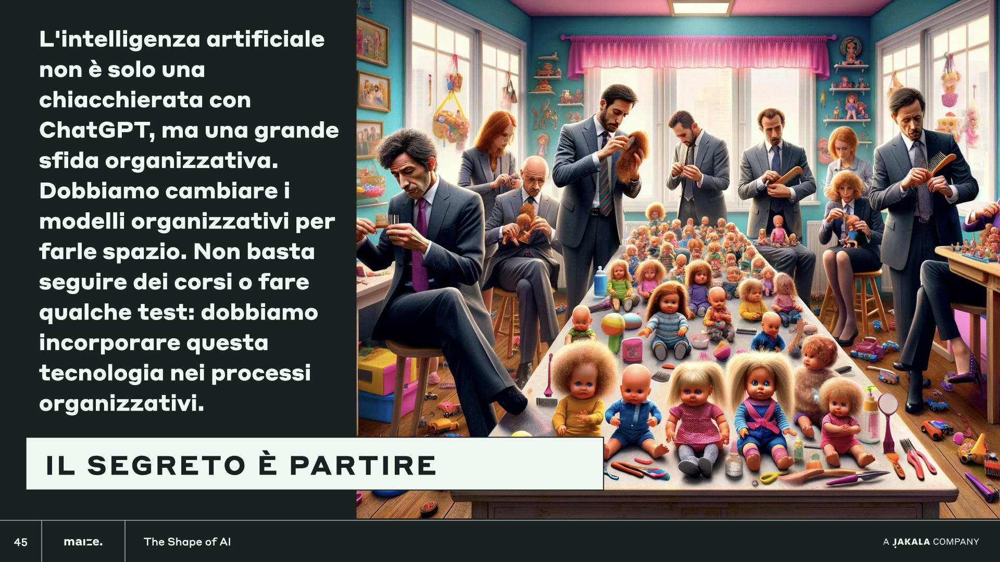 L'intelligenza artificiale
non è solo una
chiacchierata con
ChatGPT, ma una grande
sfida organizzativa.
Dobbiamo cambiare i
modelli organizzativi per
farle spazio. Non basta
seguire dei corsi o fare
qualche test: dobbiamo
incorporare questa
tecnologia nei processi
organizzativi.
IL SEGRETO È PARTIRE
45
maize.
The Shape of AI
A JAKALA COMPANY